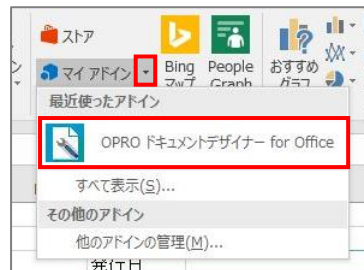 ストア
マイ アドイン
Bing
マップ
People
Graph
おすすめ
グラフ
最近使ったアドイン
OPRO ドキュメントデザイナー for Office
すべて表示(S)...
その他のアドイン
他のアドインの管理(M)...
発行日